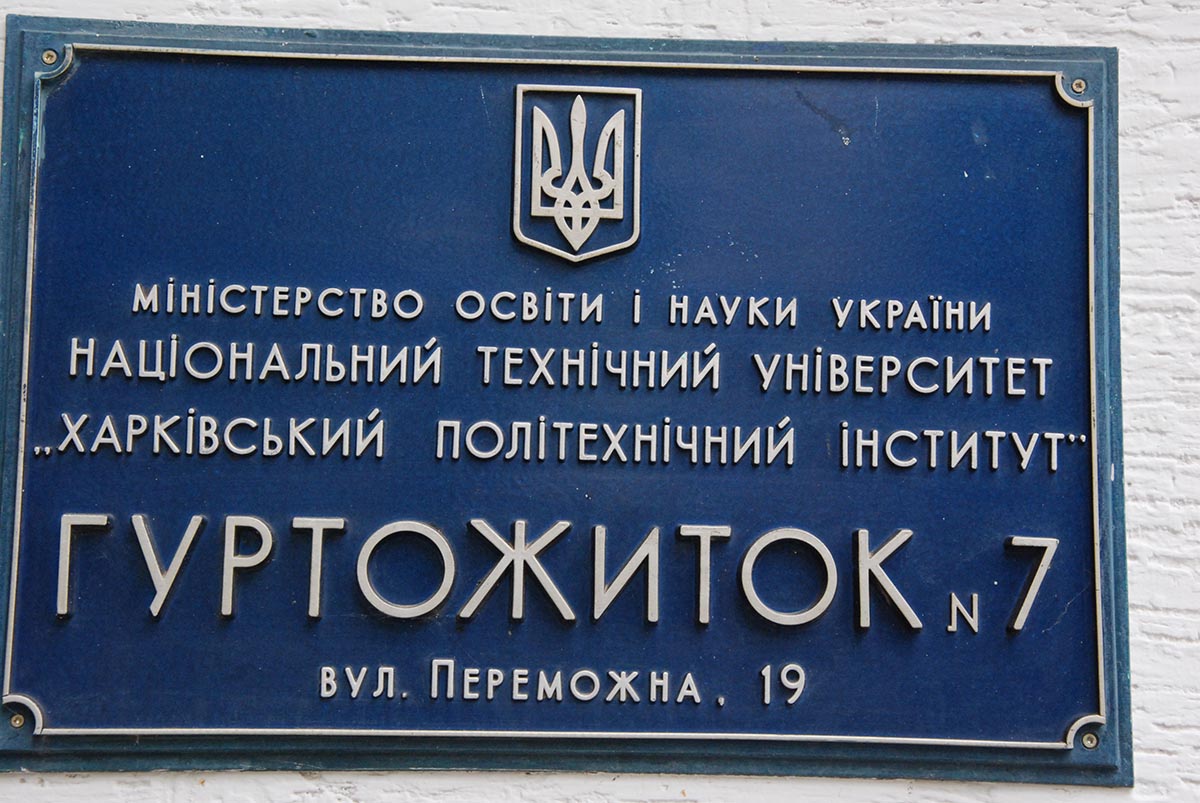 МІНІСТЕРСТВО ОСВІТИ І НАУКИ УКРАЇНИ
НАЦІОНАЛЬНИЙ ТЕХНІЧНИЙ УНІВЕРСИТЕТ
„ХАРКІВСЬКИЙ ПОЛІТЕХНІЧНИЙ ІНСТИТУТ”
ГУРТОЖИТОК N 7
ВУЛ. ПЕРЕМОЖНА, 19